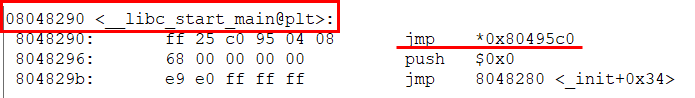 08048290 <__libc_start_main@plt>:
8048290: ff 25 c0 95 04 08 jmp *0x80495c0
8048296: 68 00 00 00 00 push $0x0
804829b: e9 e0 ff ff ff jmp 8048280 <_init+0x34>